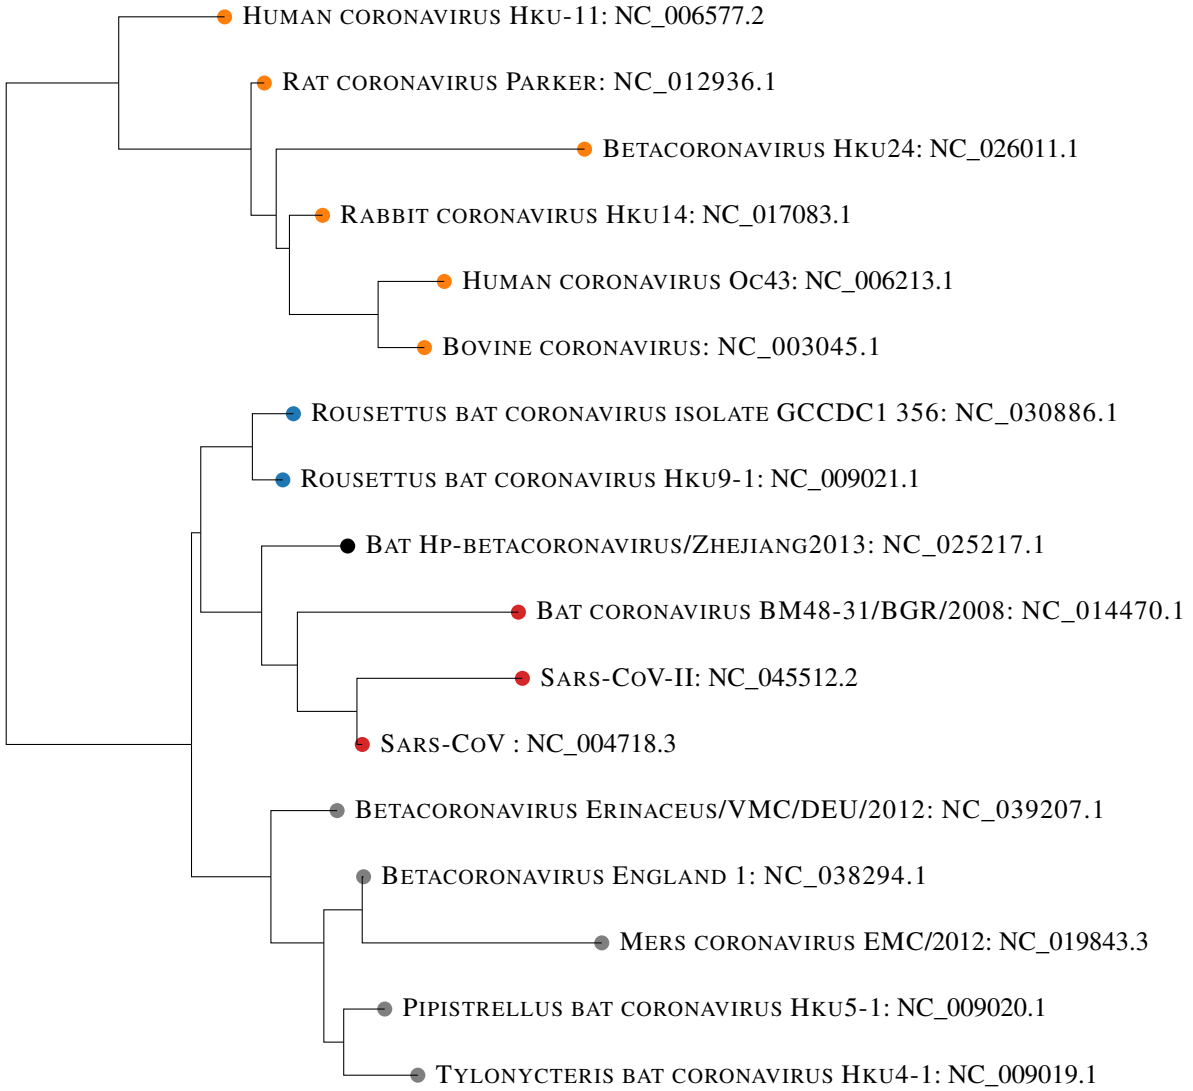 Human coronavirus Hku-11: NC_006577.2
Rat coronavirus Parker: NC_012936.1
Betacoronavirus Hku24: NC_026011.1
Rabbit coronavirus Hku14: NC_017083.1
Human coronavirus Oc43: NC_006213.1
Bovine coronavirus: NC_003045.1
Rousettus bat coronavirus isolate GCCDC1 356: NC_030886.1
Rousettus bat coronavirus Hku9-1: NC_009021.1
Bat Hp-betacoronavirus/Zhejiang2013: NC_025217.1
Bat coronavirus BM48-31/BGR/2008: NC_014470.1
Sars-CoV-II: NC_045512.2
Sars-CoV : NC_004718.3
Betacoronavirus Erinaceus/VMC/DEU/2012: NC_039207.1
Betacoronavirus England 1: NC_038294.1
Mers coronavirus EMC/2012: NC_019843.3
Pipistrellus bat coronavirus Hku5-1: NC_009020.1
Tylonycteris bat coronavirus Hku4-1: NC_009019.1